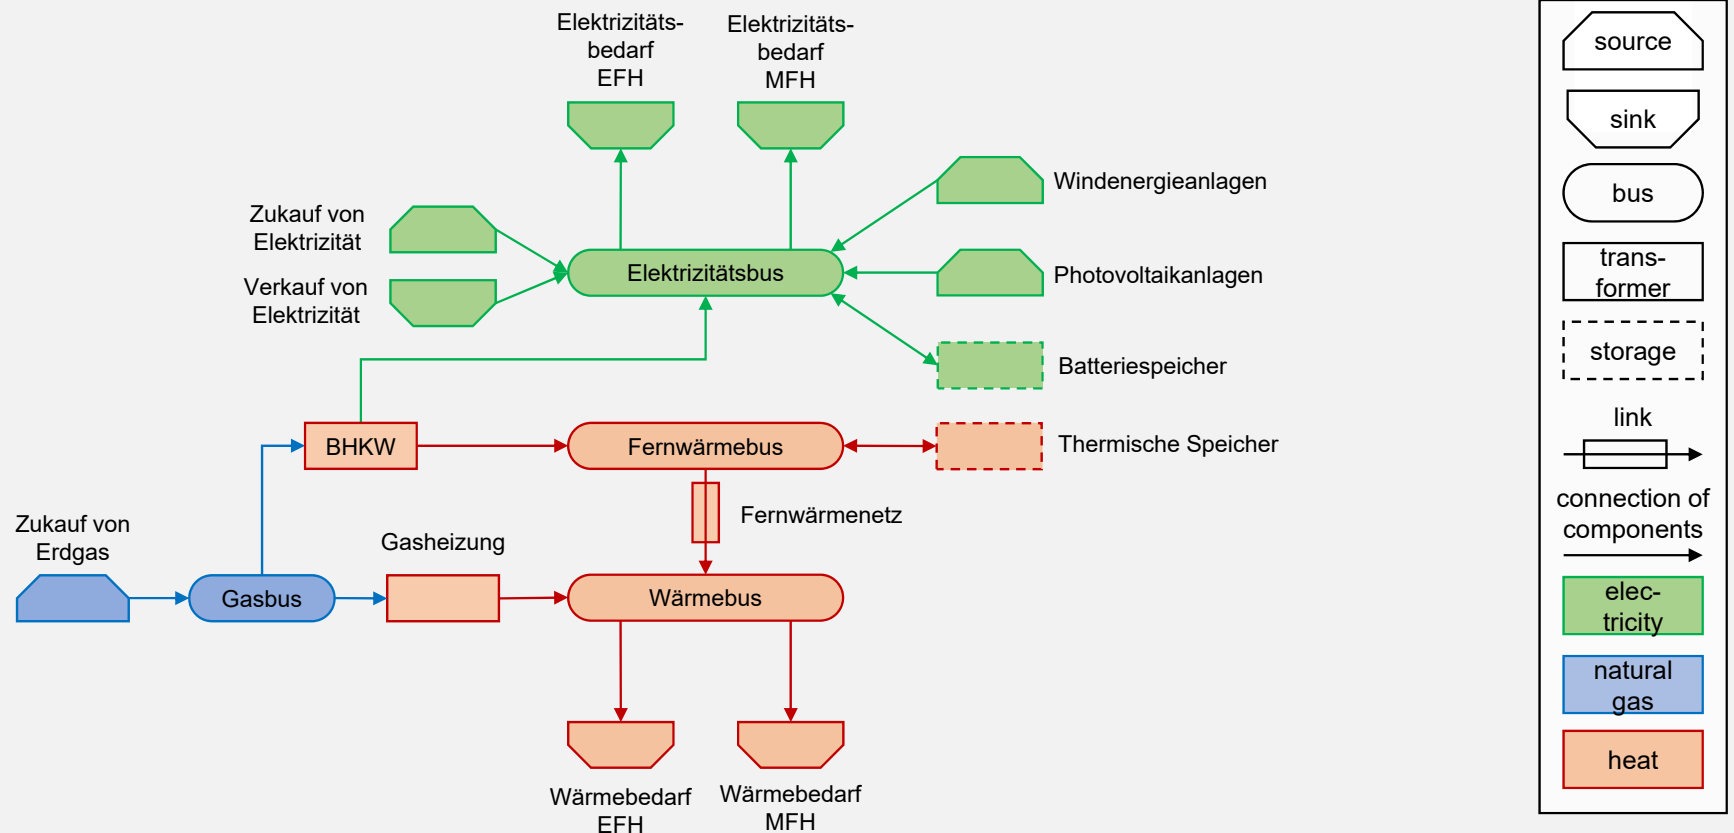 Elektrizitäts-
bedarf
EFH
Elektrizitäts-
bedarf
MFH
Windenergieanlagen
Zukauf von
Elektrizität
Elektrizitätsbus
Photovoltaikanlagen
Verkauf von
Elektrizität
Batteriespeicher
BHKW
Fernwärmebus
Thermische Speicher
Fernwärmenetz
Zukauf von
Erdgas
Gasheizung
Gasbus
Wärmebus
Wärmebedarf
EFH
Wärmebedarf
MFH
source
sink
bus
trans-
former
storage
link
connection of
components
elec-
tricity
natural
gas
heat